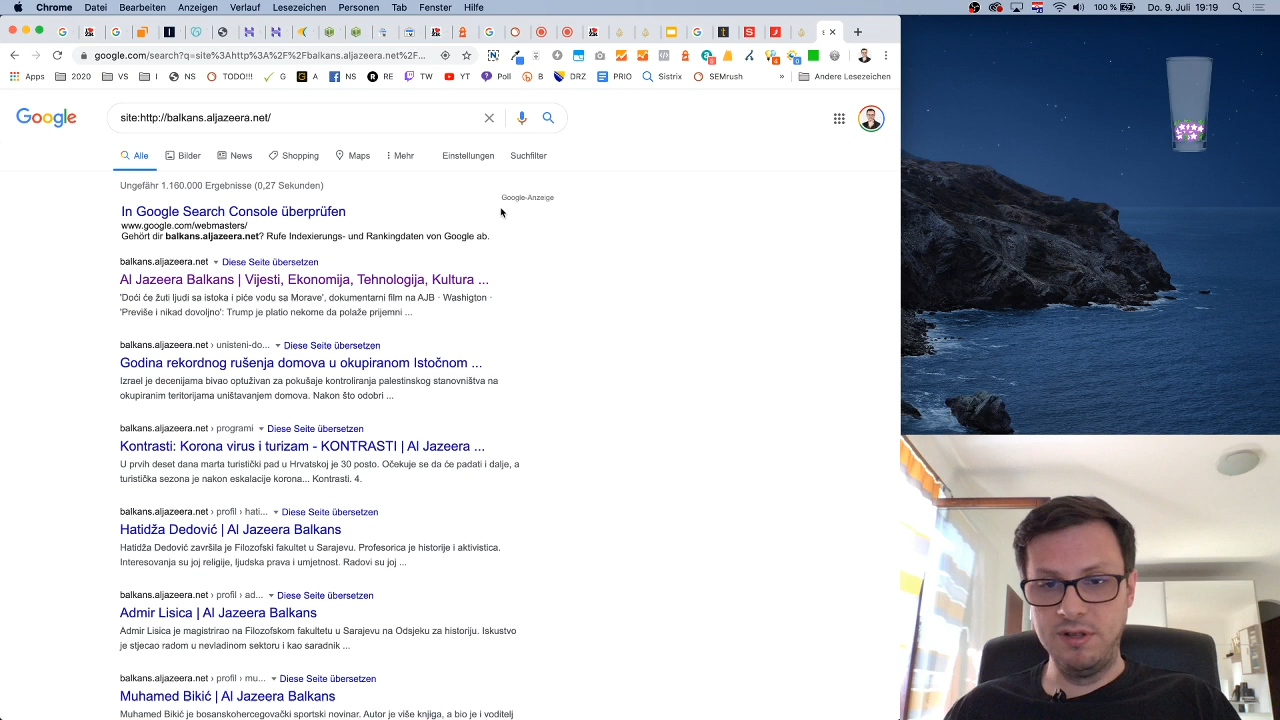 Chrome Datei Bearbeiten Anzeigen Verlauf Lesezeichen Personen Tab Fenster Hilfe 100 % Do. 9. Juli 19:19
google.com/search?q=site%3Ahttp%3A%2F%2Fbalkans.aljazeera.net%2F...
Apps 2020 VS I NS TODO!!! G A NS RE TW YT Poll B DRZ PRIO Sistrix SEMrush » Andere Lesezeichen
Google site:http://balkans.aljazeera.net/
Alle Bilder News Shopping Maps Mehr Einstellungen Suchfilter
Ungefähr 1.160.000 Ergebnisse (0,27 Sekunden)
Google-Anzeige
In Google Search Console überprüfen
www.google.com/webmasters/
Gehört dir balkans.aljazeera.net? Rufe Indexierungs- und Rankingdaten von Google ab.
balkans.aljazeera.net Diese Seite übersetzen
Al Jazeera Balkans | Vijesti, Ekonomija, Tehnologija, Kultura ...
'Doći će žuti ljudi sa istoka i piće vodu sa Morave', dokumentarni film na AJB · Washigton ·
'Previše i nikad dovoljno': Trump je platio nekome da polaže prijemni ...
balkans.aljazeera.net › unisteni-do... Diese Seite übersetzen
Godina rekordnog rušenja domova u okupiranom Istočnom ...
Izrael je decenijama bivao optuživan za pokušaje kontroliranja palestinskog stanovništva na
okupiranim teritorijama uništavanjem domova. Nakon što odobri ...
balkans.aljazeera.net › programi Diese Seite übersetzen
Kontrasti: Korona virus i turizam - KONTRASTI | Al Jazeera ...
U prvih deset dana marta turistički pad u Hrvatskoj je 30 posto. Očekuje se da će padati i dalje, a
turistička sezona je nakon eskalacije korona... Kontrasti. 4.
balkans.aljazeera.net › profil › hati... Diese Seite übersetzen
Hatidža Dedović | Al Jazeera Balkans
Hatidža Dedović završila je Filozofski fakultet u Sarajevu. Profesorica je historije i aktivistica.
Interesovanja su joj religije, ljudska prava i umjetnost. Radovi su joj ...
balkans.aljazeera.net › profil › ad... Diese Seite übersetzen
Admir Lisica | Al Jazeera Balkans
Admir Lisica je magistrirao na Filozofskom fakultetu u Sarajevu na Odsjeku za historiju. Iskustvo
je stjecao radom u nevladinom sektoru i kao saradnik ...
balkans.aljazeera.net › profil › mu... Diese Seite übersetzen
Muhamed Bikić | Al Jazeera Balkans
Muhamed Bikić je bosanskohercegovački sportski novinar. Autor je više knjiga, a bio je i voditelj